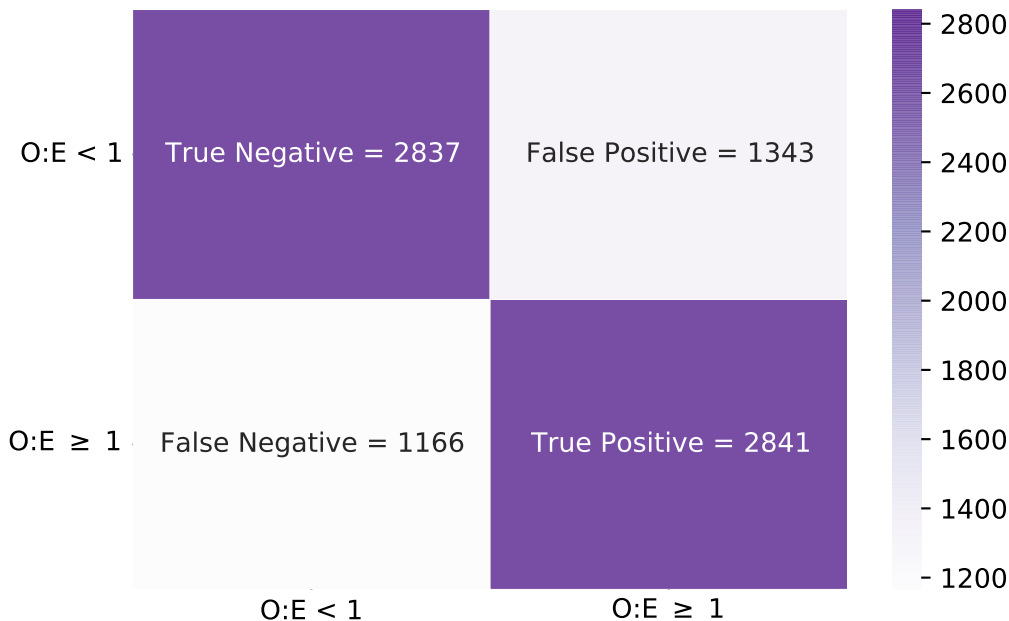 O:E < 1
True Negative = 2837
False Positive = 1343
O:E ≥ 1
False Negative = 1166
True Positive = 2841
O:E < 1
O:E ≥ 1
2800
2600
2400
2200
2000
1800
1600
1400
1200